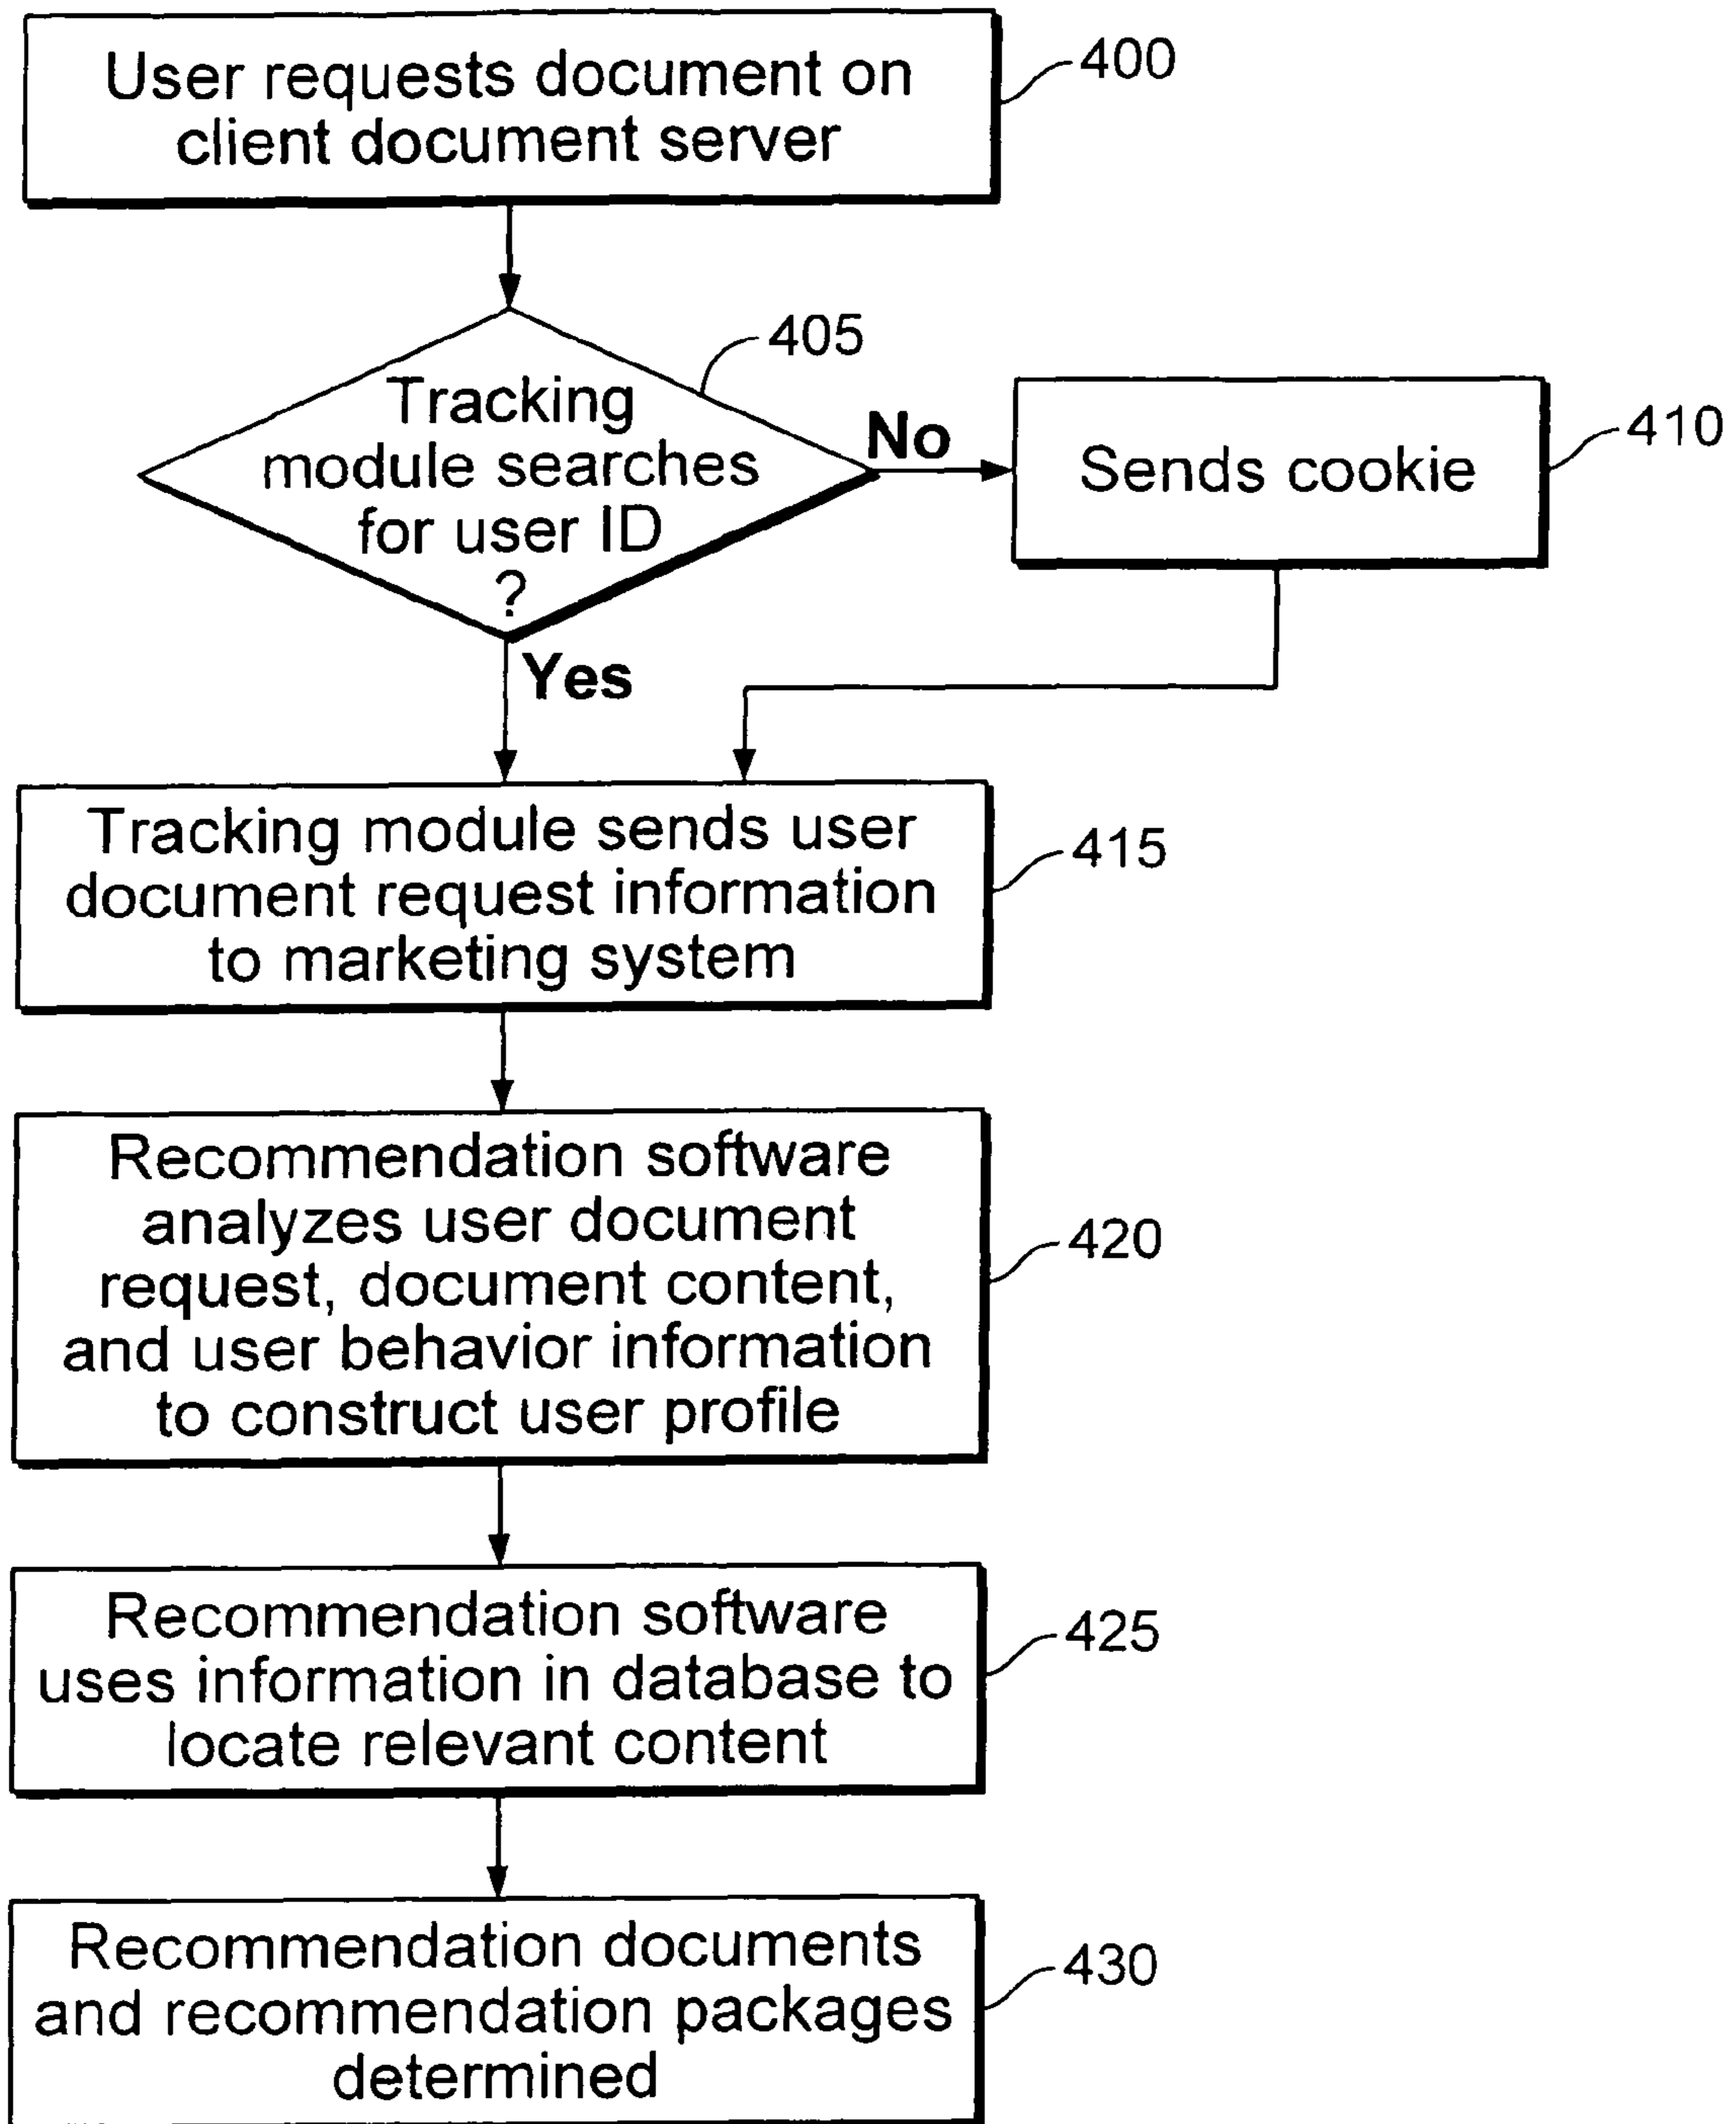 User requests document on
client document server
400
405
Tracking
module searches
for user ID
?
No
Sends cookie
410
Yes
Tracking module sends user
document request information
to marketing system
415
Recommendation software
analyzes user document
request, document content,
and user behavior information
to construct user profile
420
Recommendation software
uses information in database to
locate relevant content
425
Recommendation documents
and recommendation packages
determined
430